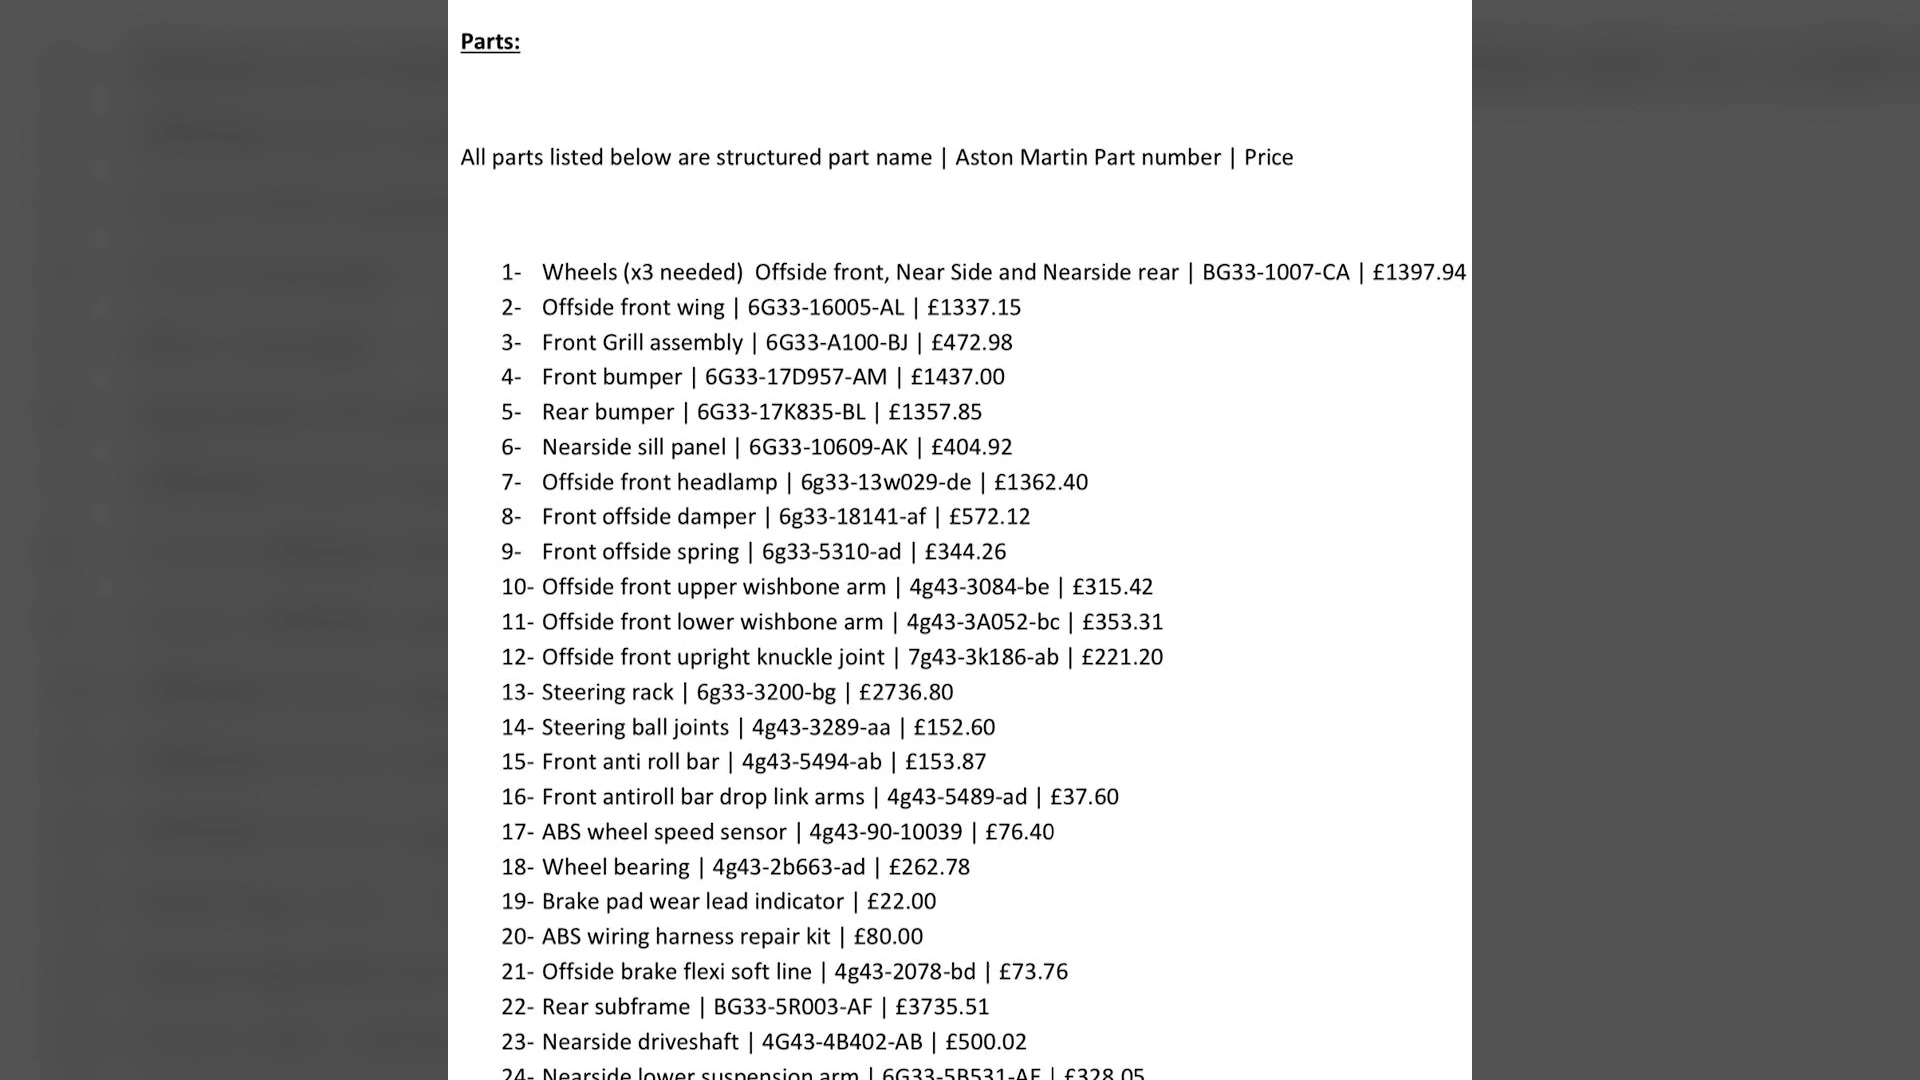 Parts:
All parts listed below are structured part name | Aston Martin Part number | Price
1- Wheels (x3 needed)  Offside front, Near Side and Nearside rear | BG33-1007-CA | £1397.94
2- Offside front wing | 6G33-16005-AL | £1337.15
3- Front Grill assembly | 6G33-A100-BJ | £472.98
4- Front bumper | 6G33-17D957-AM | £1437.00
5- Rear bumper | 6G33-17K835-BL | £1357.85
6- Nearside sill panel | 6G33-10609-AK | £404.92
7- Offside front headlamp | 6g33-13w029-de | £1362.40
8- Front offside damper | 6g33-18141-af | £572.12
9- Front offside spring | 6g33-5310-ad | £344.26
10- Offside front upper wishbone arm | 4g43-3084-be | £315.42
11- Offside front lower wishbone arm | 4g43-3A052-bc | £353.31
12- Offside front upright knuckle joint | 7g43-3k186-ab | £221.20
13- Steering rack | 6g33-3200-bg | £2736.80
14- Steering ball joints | 4g43-3289-aa | £152.60
15- Front anti roll bar | 4g43-5494-ab | £153.87
16- Front antiroll bar drop link arms | 4g43-5489-ad | £37.60
17- ABS wheel speed sensor | 4g43-90-10039 | £76.40
18- Wheel bearing | 4g43-2b663-ad | £262.78
19- Brake pad wear lead indicator | £22.00
20- ABS wiring harness repair kit | £80.00
21- Offside brake flexi soft line | 4g43-2078-bd | £73.76
22- Rear subframe | BG33-5R003-AF | £3735.51
23- Nearside driveshaft | 4G43-4B402-AB | £500.02
24- Nearside lower suspension arm | 6G33-5B531-AF | £328.05